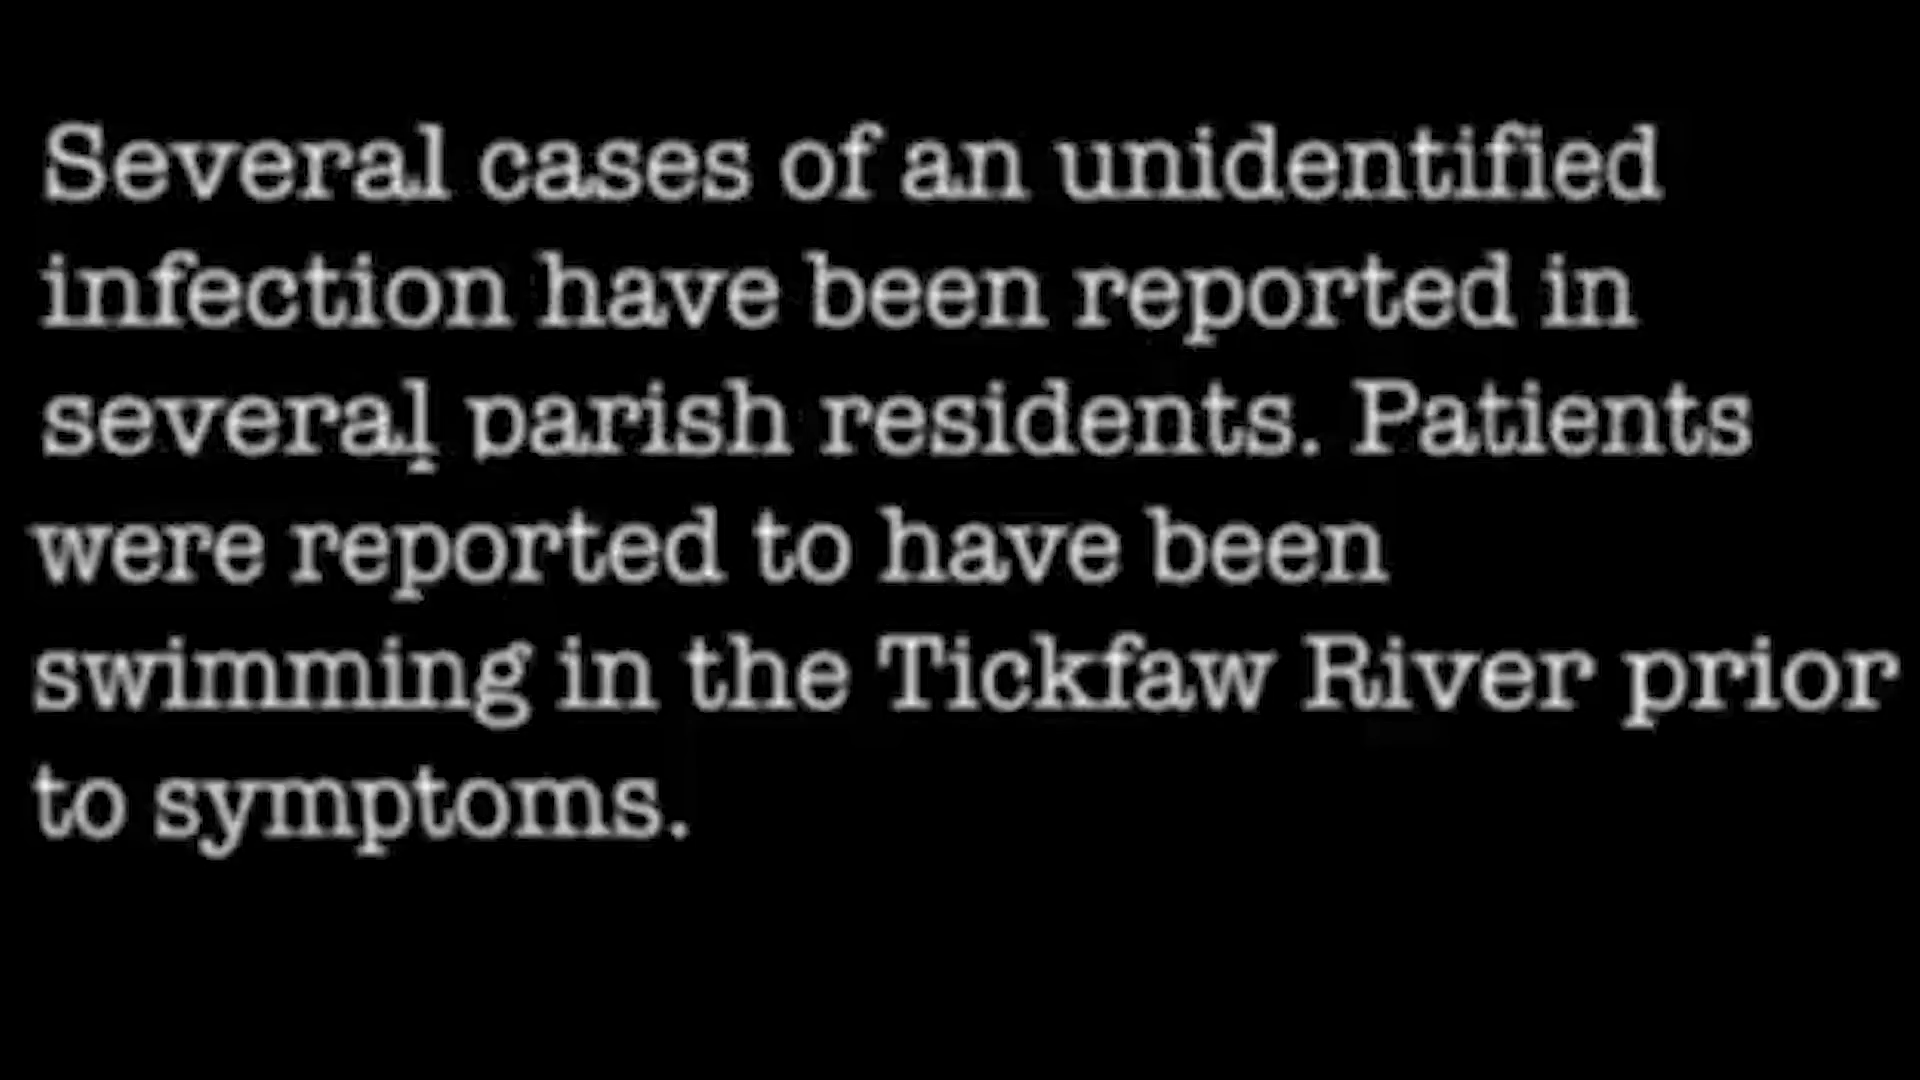 Several cases of an unidentified
infection have been reported in
several parish residents. Patients
were reported to have been
swimming in the Tickfaw River prior
to symptoms.